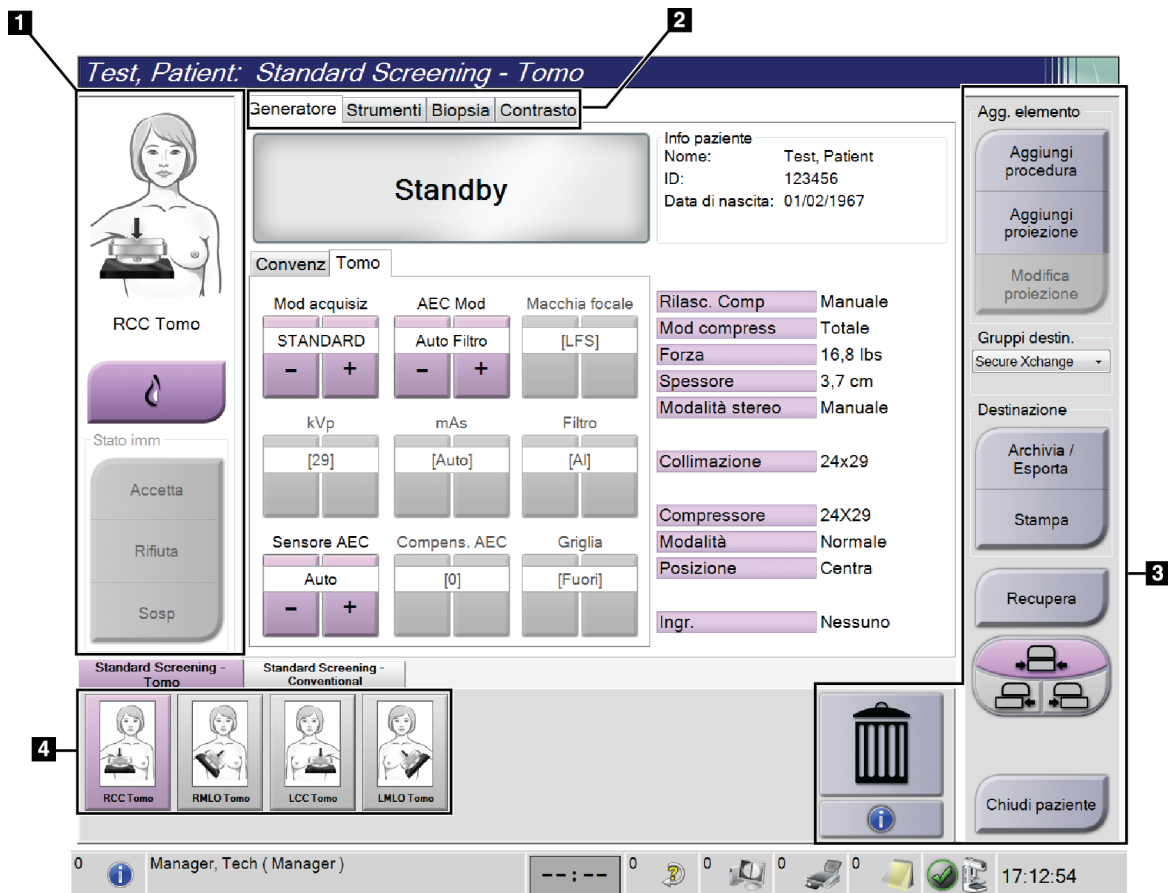 1
2
Test, Patient: Standard Screening - Tomo
RCC Tomo
Stato imm
Accetta
Rifiuta
Sosp
Generatore Strumenti Biopsia Contrasto
Standby
Info paziente
Nome: Test, Patient
ID: 123456
Data di nascita: 01/02/1967
Convenz Tomo
Mod acquisiz AEC Mod Macchia focale
STANDARD Auto Filtro [LFS]
- + - +
kVp mAs Filtro
[29] [Auto] [Al]
Sensore AEC Compens. AEC Griglia
Auto [0] [Fuori]
- +
Rilasc. Comp Manuale
Mod compress Totale
Forza 16,8 lbs
Spessore 3,7 cm
Modalità stereo Manuale
Collimazione 24x29
Compressore 24X29
Modalità Normale
Posizione Centra
Ingr. Nessuno
Agg. elemento
Aggiungi
procedura
Aggiungi
proiezione
Modifica
proiezione
Gruppi destin.
Secure Xchange
Destinazione
Archivia /
Esporta
Stampa
3
Recupera
Chiudi paziente
Standard Screening -
Tomo
Standard Screening -
Conventional
4
RCC Tomo RMLO Tomo LCC Tomo LMLO Tomo
0 Manager, Tech ( Manager ) --:-- 0 0 0 0 17:12:54